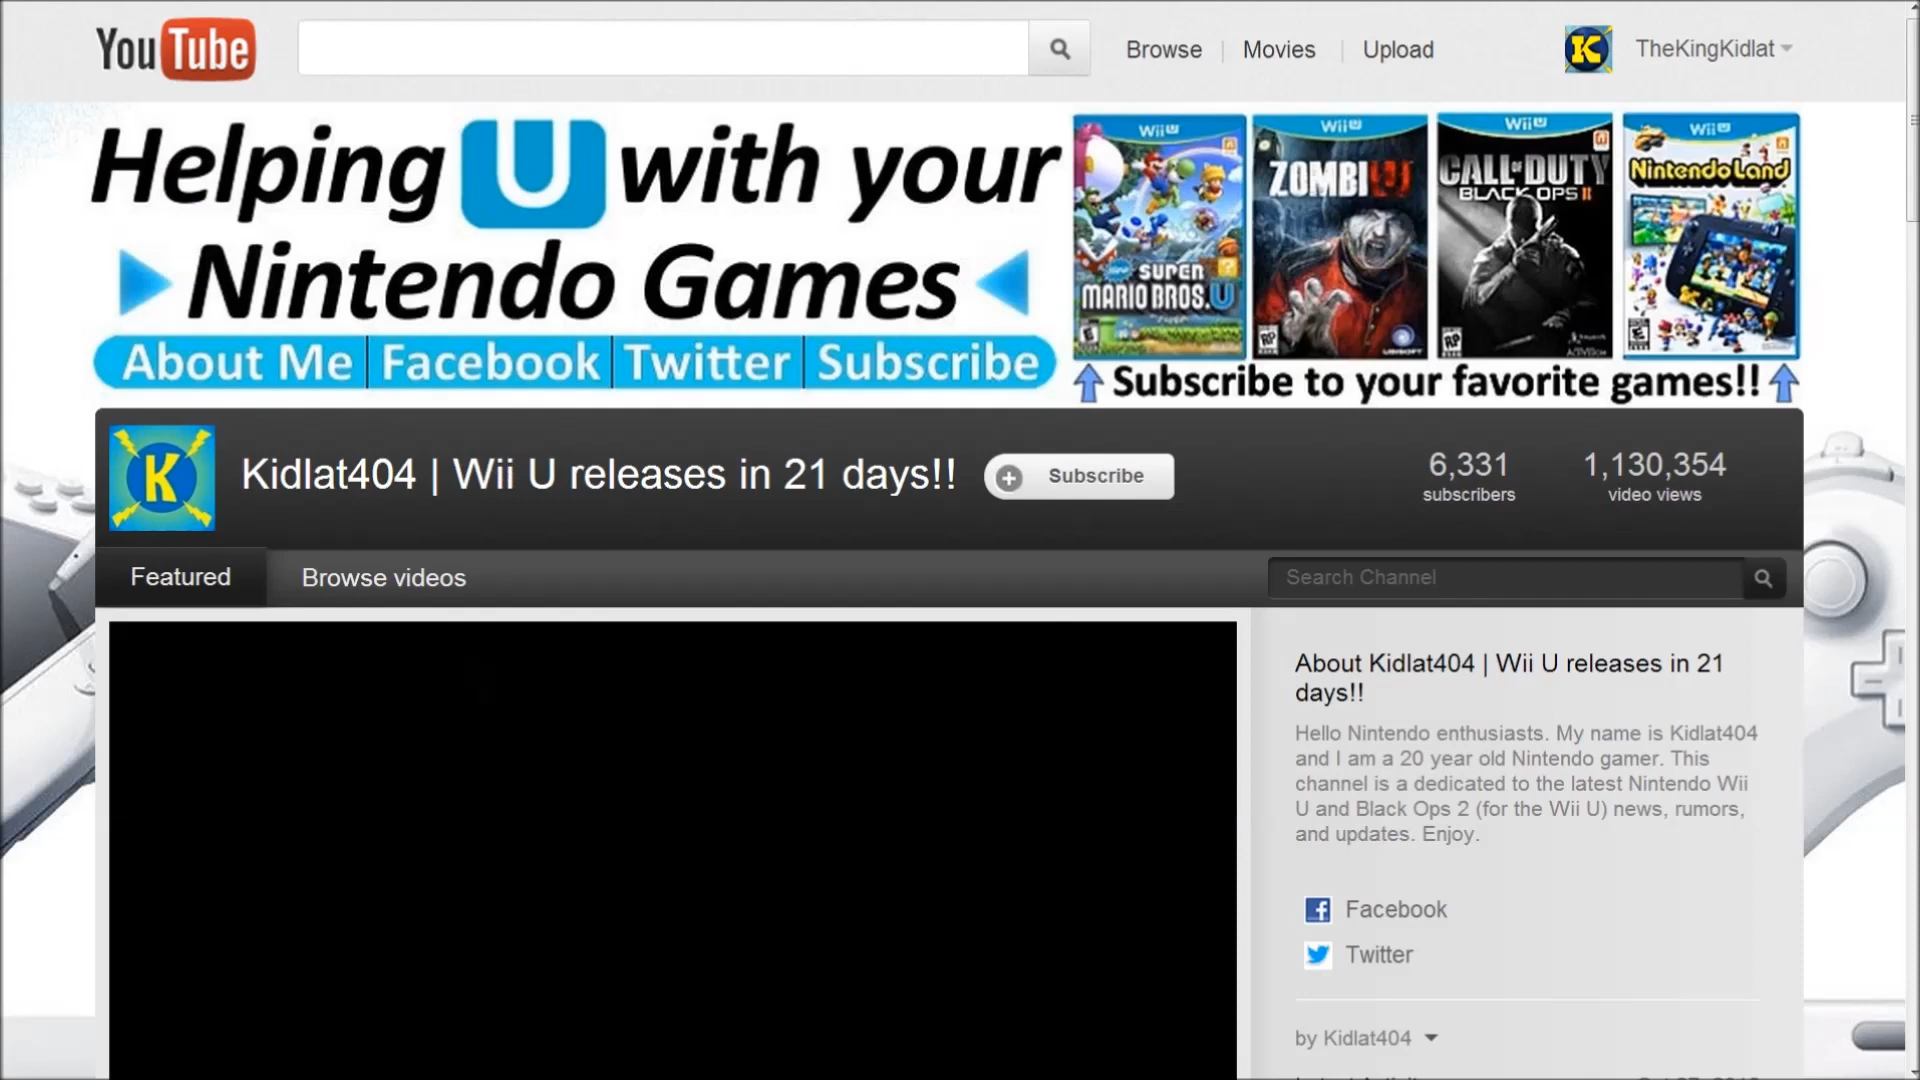 YouTube
Browse
Movies
Upload
TheKingKidlat
Helping U with your
Nintendo Games
About Me
Facebook
Twitter
Subscribe
Wii U
NEW SUPER
MARIO BROS. U
Wii U
ZOMBI U
UBISOFT
Wii U
CALL OF DUTY
BLACK OPS II
Wii U
Nintendo Land
Subscribe to your favorite games!!
K
Kidlat404 | Wii U releases in 21 days!!
Subscribe
6,331
subscribers
1,130,354
video views
Featured
Browse videos
Search Channel
About Kidlat404 | Wii U releases in 21
days!!
Hello Nintendo enthusiasts. My name is Kidlat404
and I am a 20 year old Nintendo gamer. This
channel is a dedicated to the latest Nintendo Wii
U and Black Ops 2 (for the Wii U) news, rumors,
and updates. Enjoy.
Facebook
Twitter
by Kidlat404